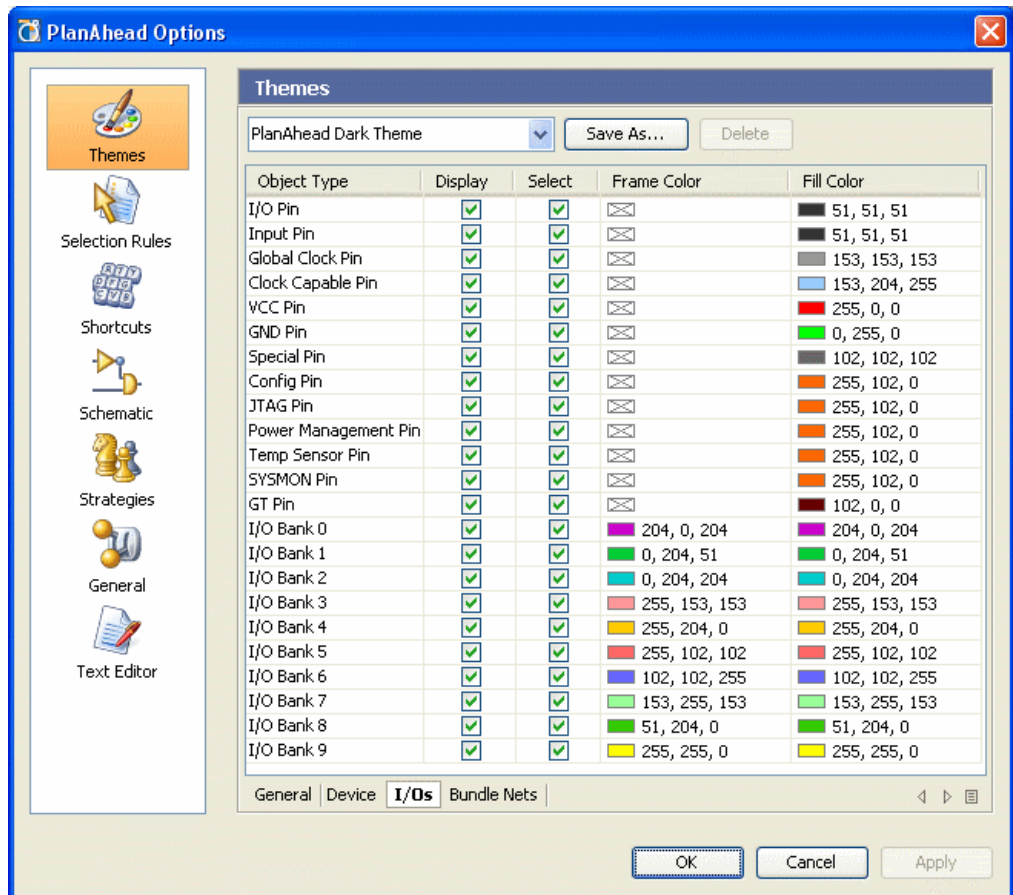 PlanAhead Options
Themes
Selection Rules
Shortcuts
Schematic
Strategies
General
Text Editor
Themes
PlanAhead Dark Theme Save As... Delete
Object Type Display Select Frame Color Fill Color
I/O Pin 51, 51, 51
Input Pin 51, 51, 51
Global Clock Pin 153, 153, 153
Clock Capable Pin 153, 204, 255
VCC Pin 255, 0, 0
GND Pin 0, 255, 0
Special Pin 102, 102, 102
Config Pin 255, 102, 0
JTAG Pin 255, 102, 0
Power Management Pin 255, 102, 0
Temp Sensor Pin 255, 102, 0
SYSMON Pin 255, 102, 0
GT Pin 102, 0, 0
I/O Bank 0 204, 0, 204 204, 0, 204
I/O Bank 1 0, 204, 51 0, 204, 51
I/O Bank 2 0, 204, 204 0, 204, 204
I/O Bank 3 255, 153, 153 255, 153, 153
I/O Bank 4 255, 204, 0 255, 204, 0
I/O Bank 5 255, 102, 102 255, 102, 102
I/O Bank 6 102, 102, 255 102, 102, 255
I/O Bank 7 153, 255, 153 153, 255, 153
I/O Bank 8 51, 204, 0 51, 204, 0
I/O Bank 9 255, 255, 0 255, 255, 0
General Device I/Os Bundle Nets
OK Cancel Apply